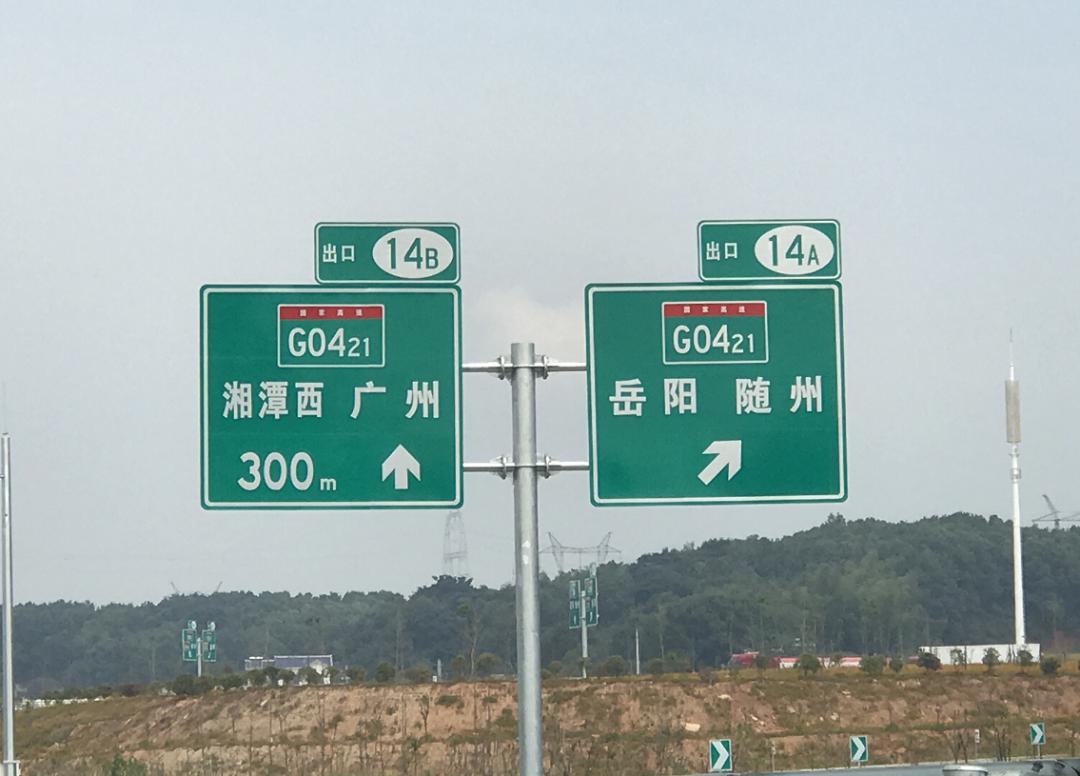 出口 14B
国家高速
G0421
湘潭西 广州
300m
出口 14A
国家高速
G0421
岳阳 随州